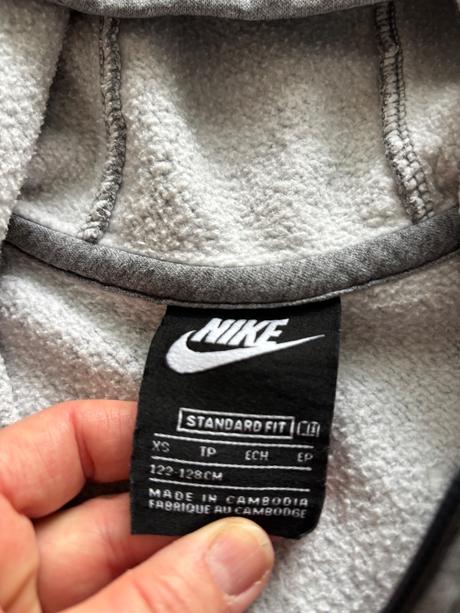 NIKE
STANDARD FIT
XS TP ECH EP
122-128CM
MADE IN CAMBODIA
FABRIQUE AU CAMBODGE